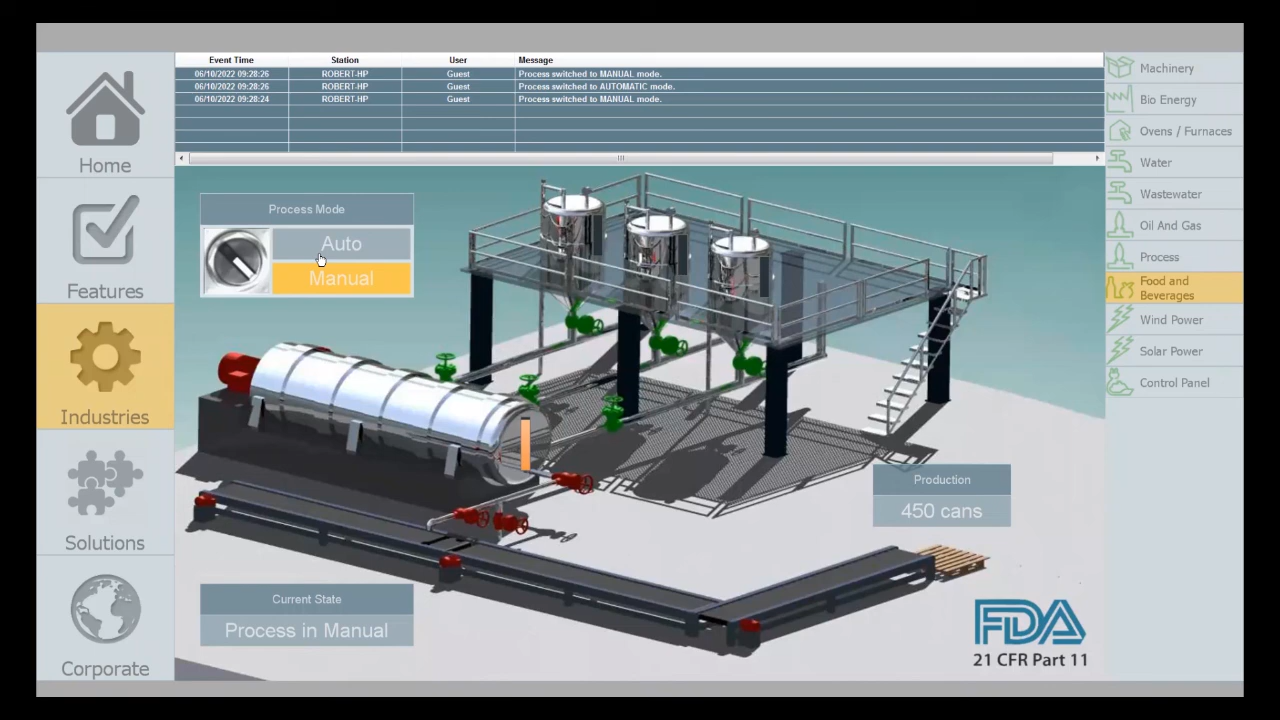 Event Time Station User Message
06/10/2022 09:28:26 ROBERT-HP Guest Process switched to MANUAL mode.
06/10/2022 09:28:26 ROBERT-HP Guest Process switched to AUTOMATIC mode.
06/10/2022 09:28:24 ROBERT-HP Guest Process switched to MANUAL mode.
Home
Features
Industries
Solutions
Corporate
Process Mode
Auto
Manual
Production
450 cans
Current State
Process in Manual
FDA
21 CFR Part 11
Machinery
Bio Energy
Ovens / Furnaces
Water
Wastewater
Oil And Gas
Process
Food and
Beverages
Wind Power
Solar Power
Control Panel